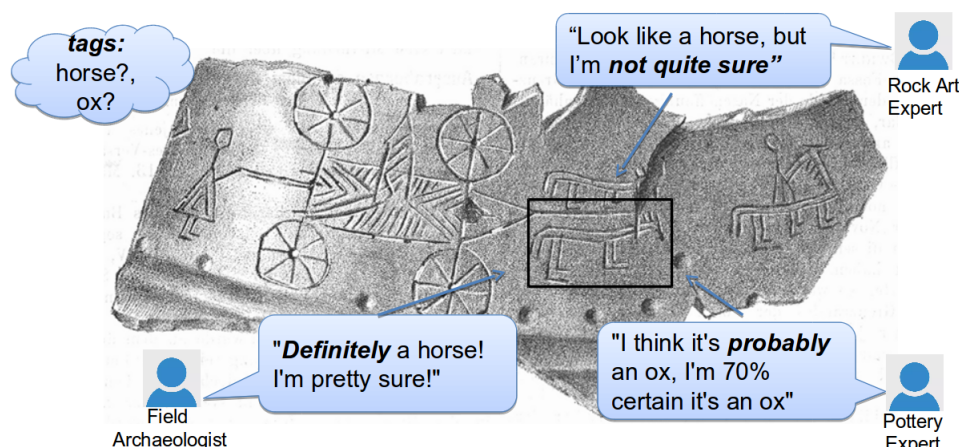 tags:
horse?,
ox?
“Look like a horse, but
I’m not quite sure”
Rock Art
Expert
"Definitely a horse!
I'm pretty sure!"
Field
Archaeologist
"I think it's probably
an ox, I'm 70%
certain it's an ox"
Pottery
Expert